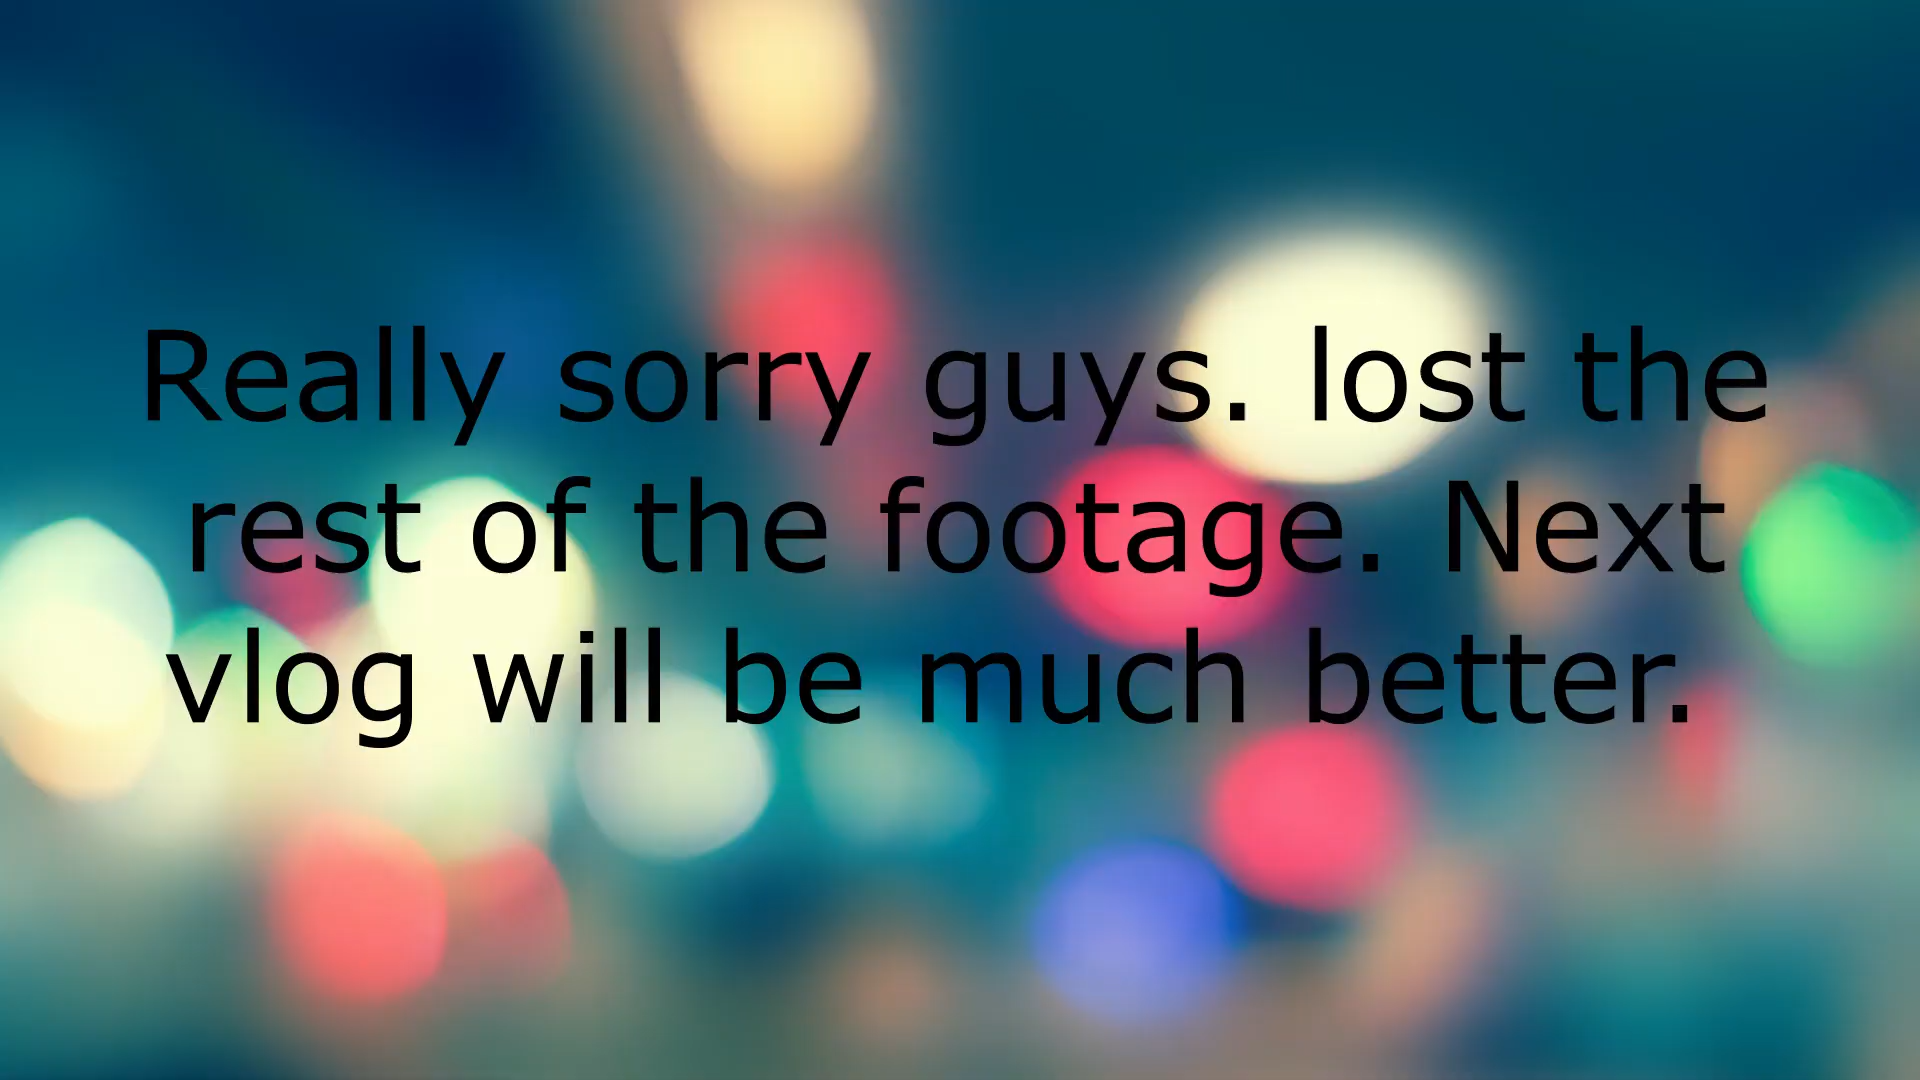 Really sorry guys. lost the
rest of the footage. Next
vlog will be much better.